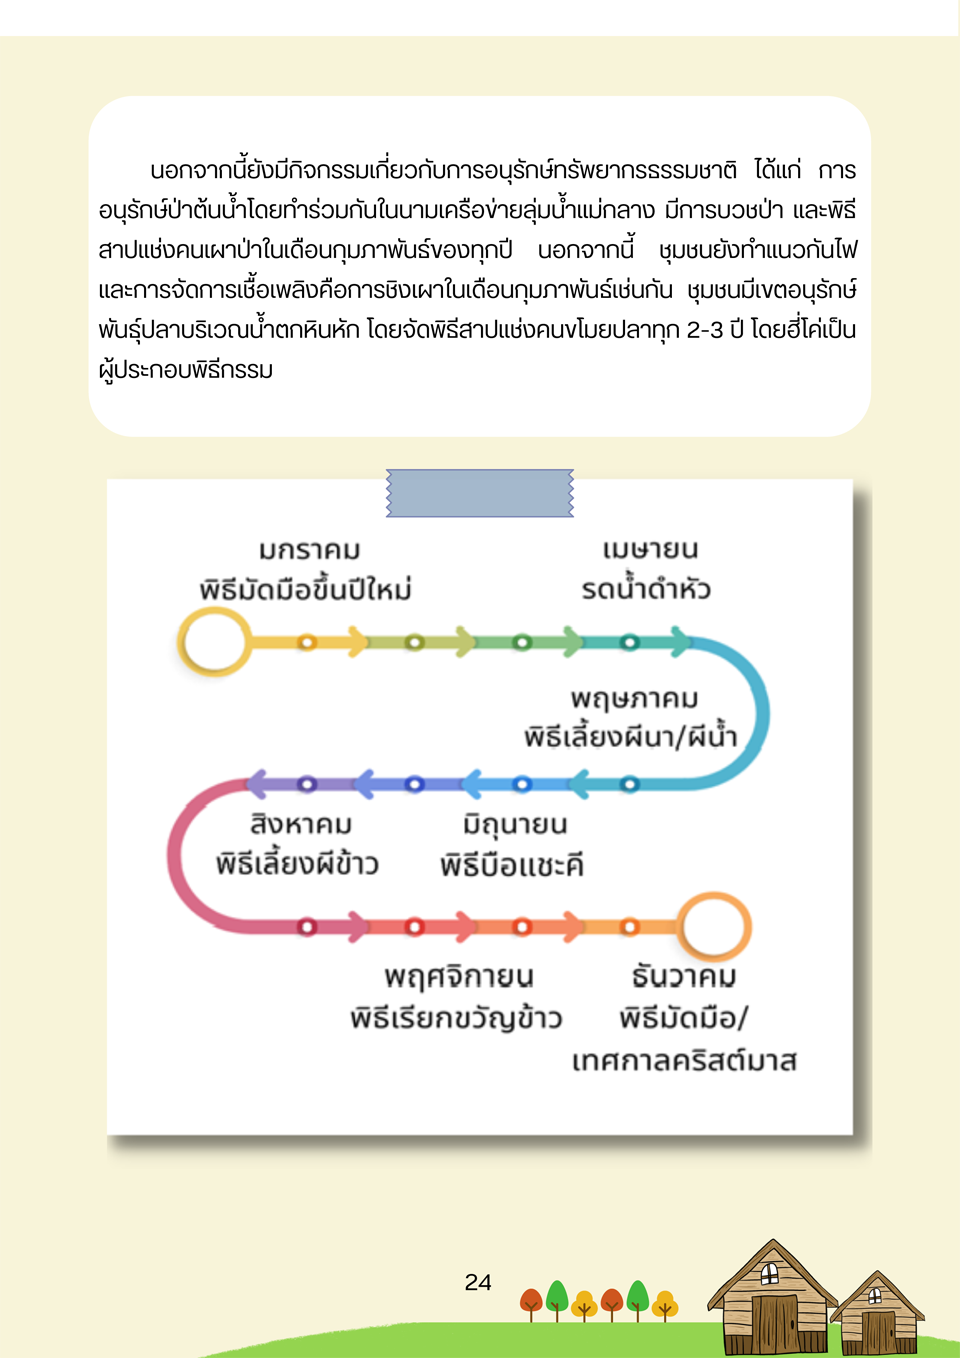 นอกจากนี้ยังมีกิจกรรมเกี่ยวกับการอนุรักษ์ทรัพยากรธรรมชาติ ได้แก่ การ
อนุรักษ์ป่าต้นน้ำโดยทำร่วมกันในนามเครือข่ายลุ่มน้ำแม่กลาง มีการบวชป่า และพิธี
สาปแช่งคนเผาป่าในเดือนกุมภาพันธ์ของทุกปี นอกจากนี้ ชุมชนยังทำแนวกันไฟ
และการจัดการเชื้อเพลิงคือการชิงเผาในเดือนกุมภาพันธ์เช่นกัน ชุมชนมีเขตอนุรักษ์
พันธุ์ปลาบริเวณน้ำตกหินหัก โดยจัดพิธีสาปแช่งคนขโมยปลาทุก 2-3 ปี โดยฮี่โค่เป็น
ผู้ประกอบพิธีกรรม
มกราคม
พิธีมัดมือขึ้นปีใหม่
เมษายน
รดน้ำดำหัว
พฤษภาคม
พิธีเลี้ยงผีนา/ผีน้ำ
สิงหาคม
พิธีเลี้ยงผีข้าว
มิถุนายน
พิธีบือแชะคี
พฤศจิกายน
พิธีเรียกขวัญข้าว
ธันวาคม
พิธีมัดมือ/
เทศกาลคริสต์มาส
24